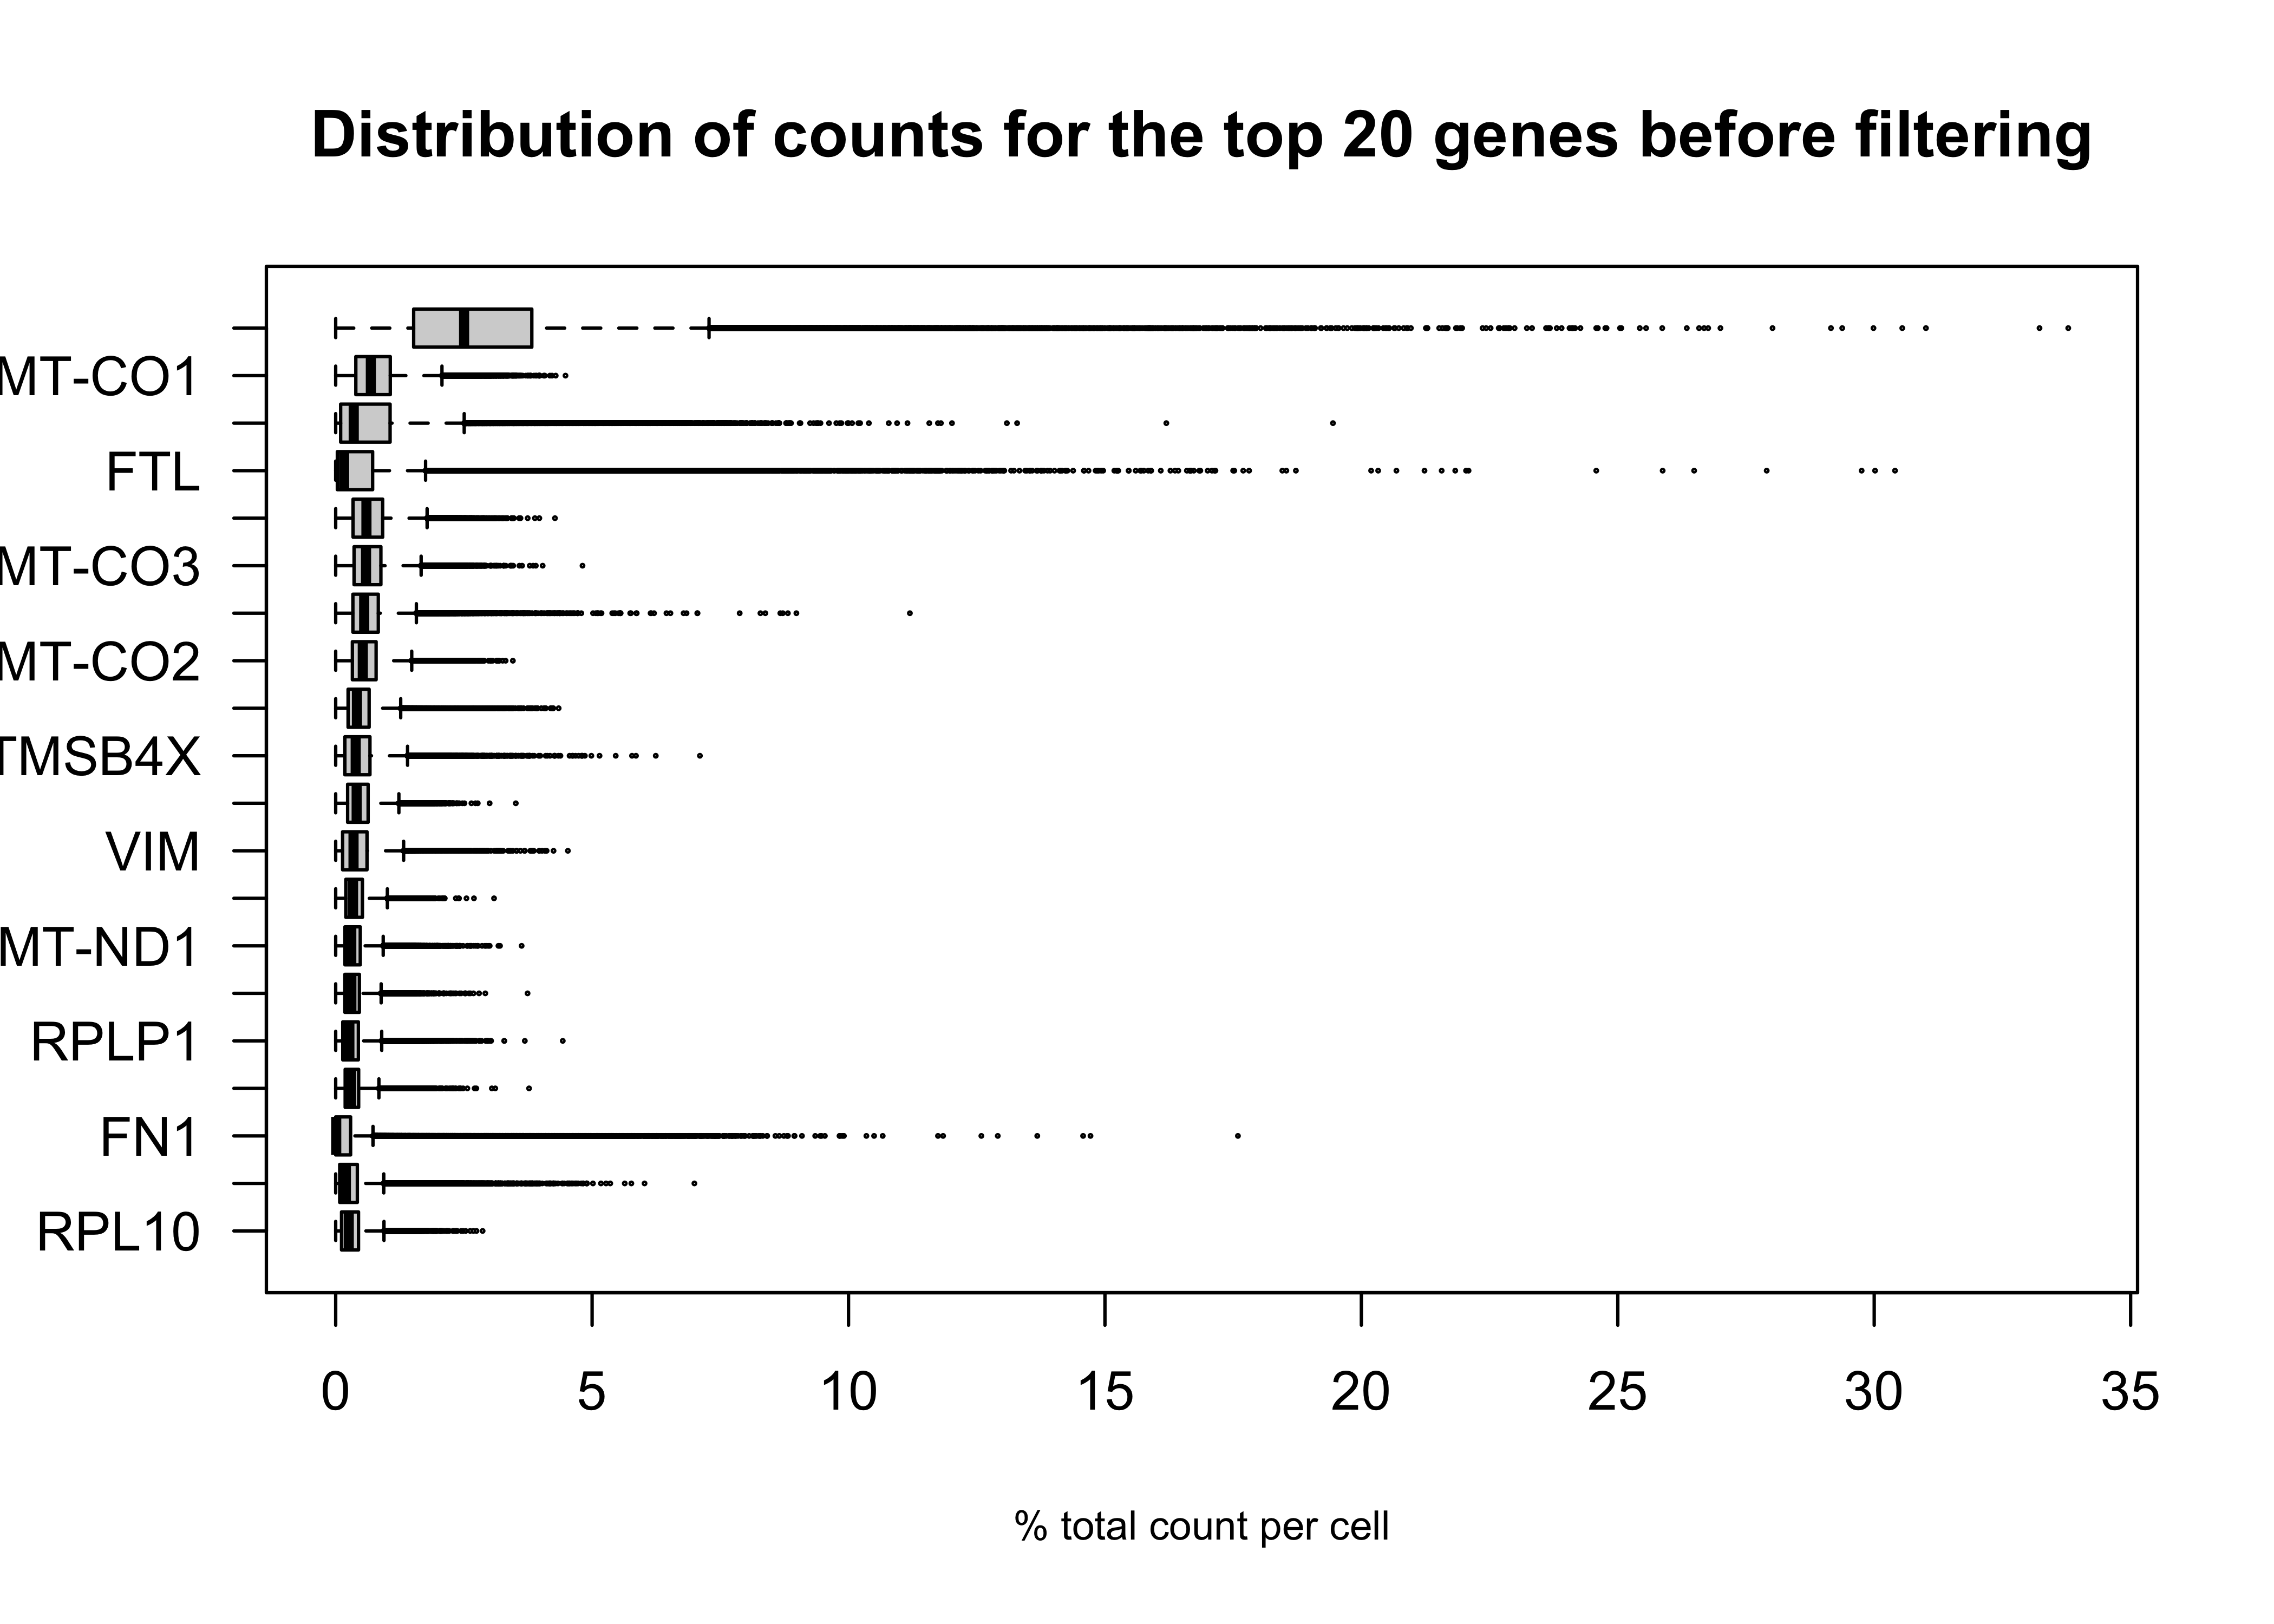 Distribution of counts for the top 20 genes before filtering
MT-CO1
FTL
MT-CO3
MT-CO2
TMSB4X
VIM
MT-ND1
RPLP1
FN1
RPL10
0 5 10 15 20 25 30 35
% total count per cell